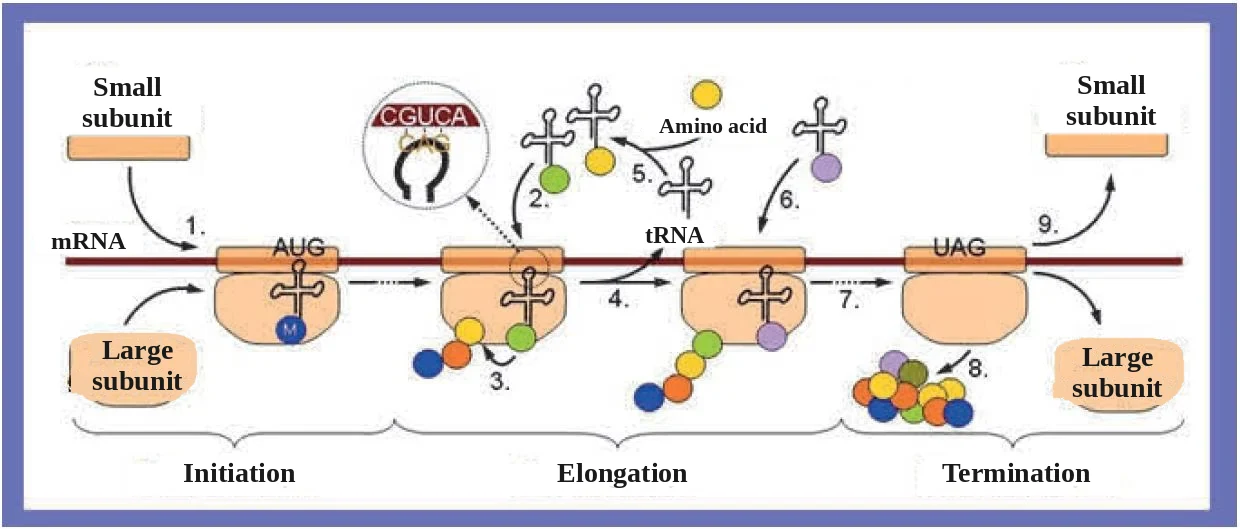 Small
subunit
1.
mRNA
AUG
M
Large
subunit
CGUCA
CAG
2.
3.
4.
5.
Amino acid
tRNA
6.
7.
UAG
8.
9.
Small
subunit
Large
subunit
Initiation
Elongation
Termination